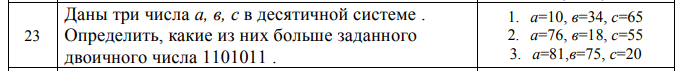 23
Даны три числа а, в, с в десятичной системе .
Определить, какие из них больше заданного
двоичного числа 1101011 .
1. а=10, в=34, с=65
2. а=76, в=18, с=55
3. а=81,в=75, с=20